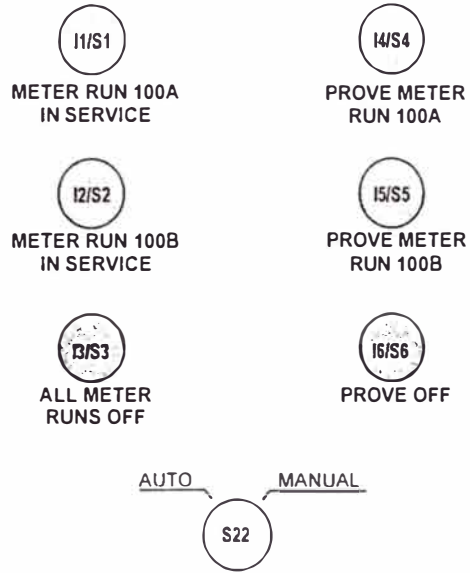 I1/S1
METER RUN 100A
IN SERVICE
I4/S4
PROVE METER
RUN 100A
I2/S2
METER RUN 100B
IN SERVICE
I5/S5
PROVE METER
RUN 100B
I3/S3
ALL METER
RUNS OFF
I6/S6
PROVE OFF
AUTO
MANUAL
S22